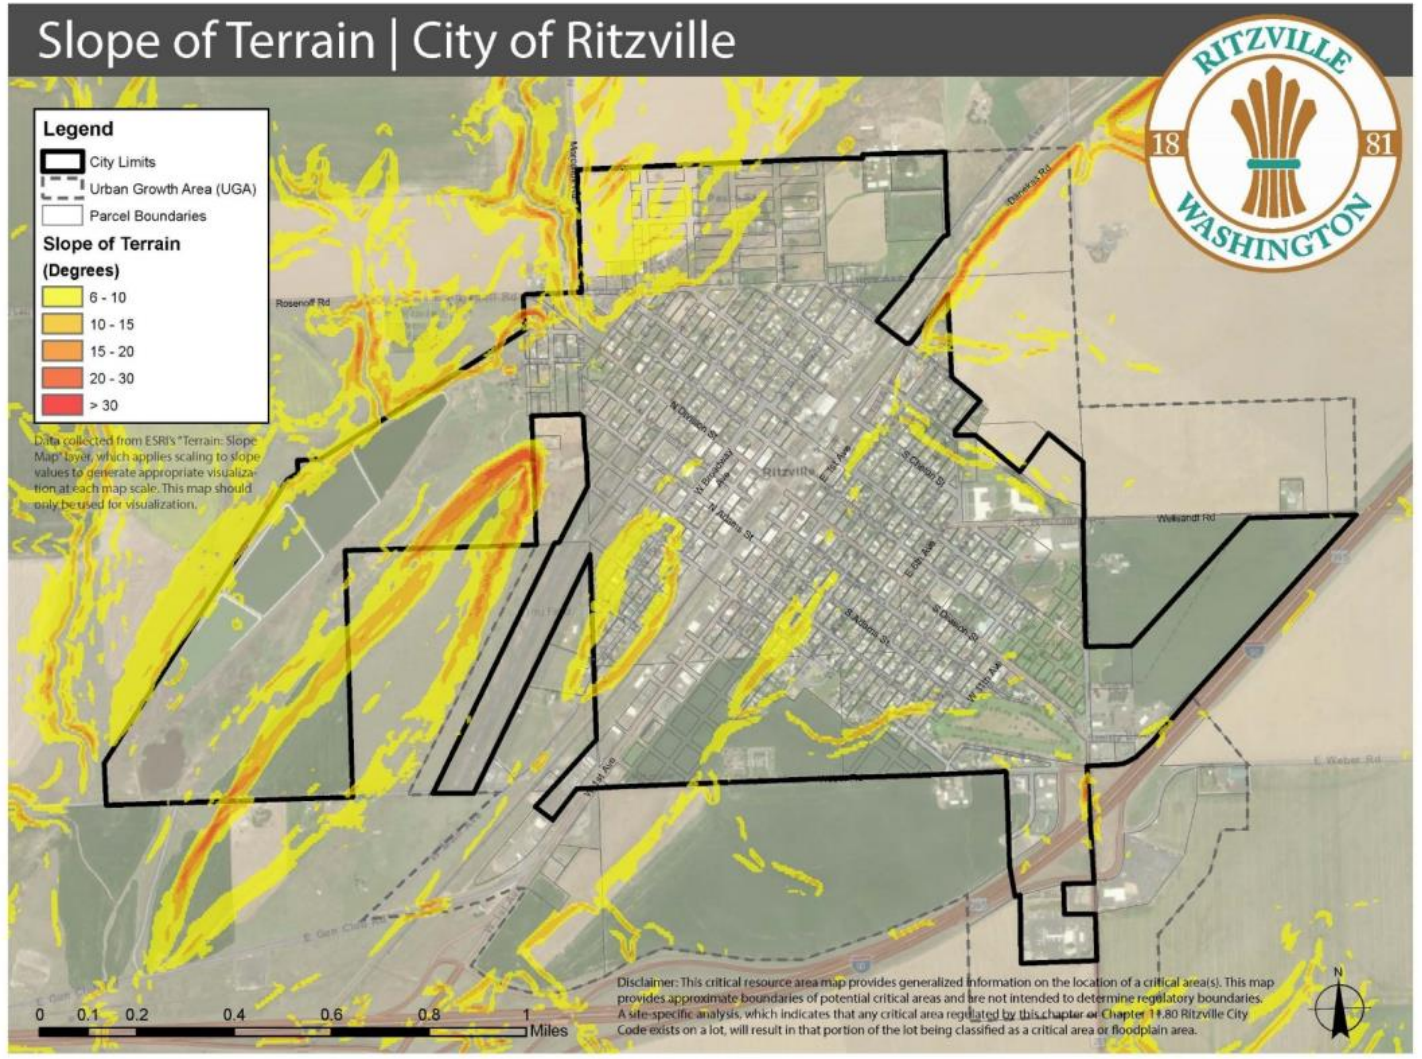 Slope of Terrain | City of Ritzville
RITZVILLE
18 81
WASHINGTON
Legend
City Limits
Urban Growth Area (UGA)
Parcel Boundaries
Slope of Terrain
(Degrees)
6 - 10
10 - 15
15 - 20
20 - 30
> 30
Data collected from ESRI's "Terrain: Slope
Map" layer, which applies scaling to slope
values to generate appropriate visualiza-
tion at each map scale. This map should
only be used for visualization.
Rosenoff Rd
Danekas Rd
N Division St
W Broadway
Ave
Ritzville
E 1st Ave
S Chelan St
N Adams St
E 6th Ave
S Adams St
S Division St
W 11th Ave
Wellsandt Rd
W 1st Ave
E Weber Rd
Disclaimer: This critical resource area map provides generalized information on the location of a critical area(s). This map
provides approximate boundaries of potential critical areas and are not intended to determine regulatory boundaries.
A site-specific analysis, which indicates that any critical area regulated by this chapter or Chapter 11.80 Ritzville City
Code exists on a lot, will result in that portion of the lot being classified as a critical area or floodplain area.
0 0.1 0.2 0.4 0.6 0.8 1
Miles
N